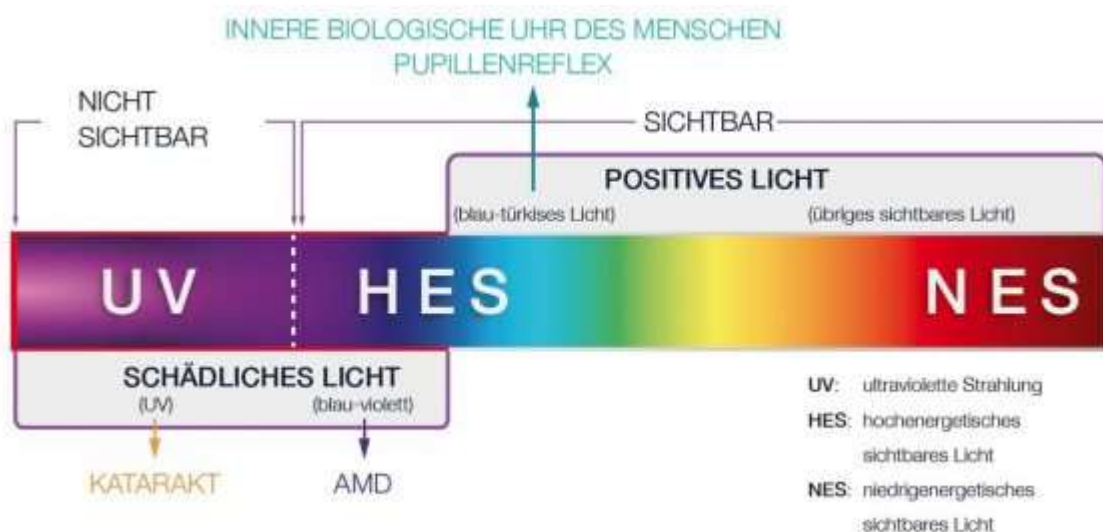 INNERE BIOLOGISCHE UHR DES MENSCHEN
PUPILLENREFLEX
NICHT
SICHTBAR
SICHTBAR
POSITIVES LICHT
(blau-türkises Licht)
(übriges sichtbares Licht)
UV
HES
NES
SCHÄDLICHES LICHT
(UV)
(blau-violett)
KATARAKT
AMD
UV: ultraviolette Strahlung
HES: hochenergetisches
sichtbares Licht
NES: niedrigenergetisches
sichtbares Licht